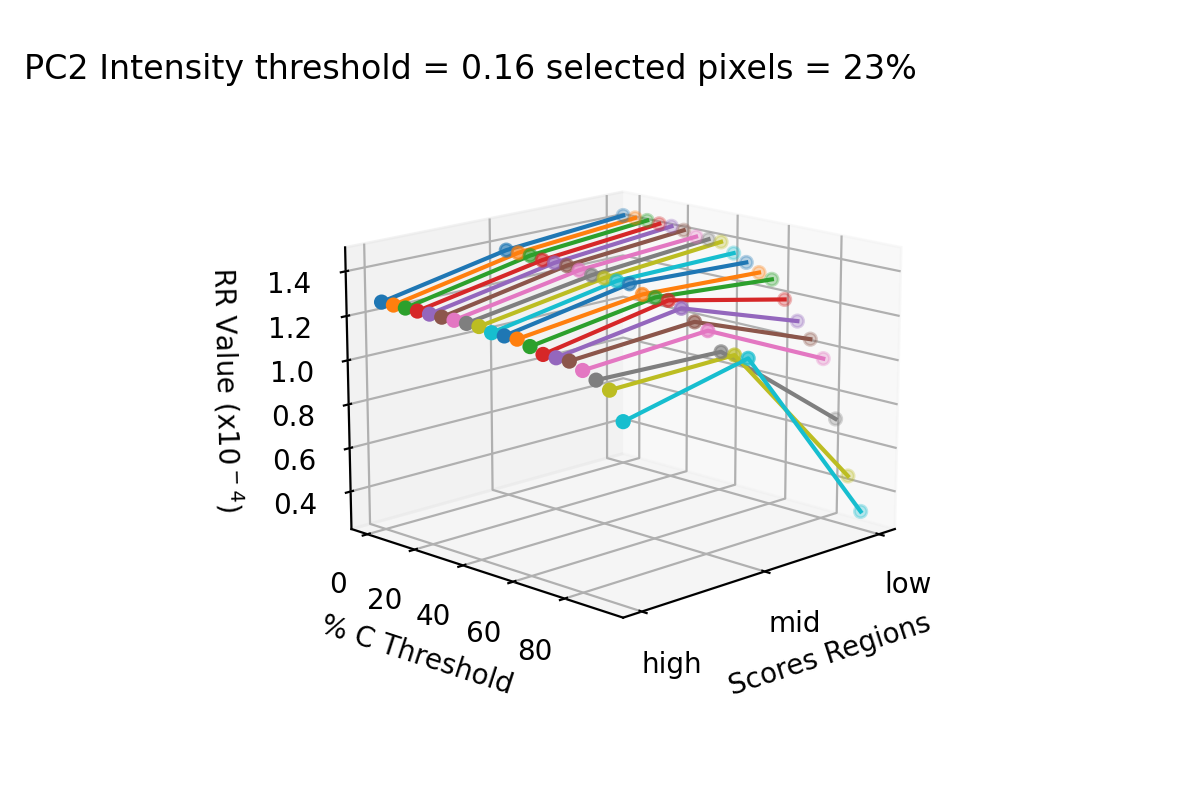 PC2 Intensity threshold = 0.16 selected pixels = 23%
RR Value (x10⁻⁴)
1.4
1.2
1.0
0.8
0.6
0.4
0
20
40
60
80
% C Threshold
high
mid
low
Scores Regions